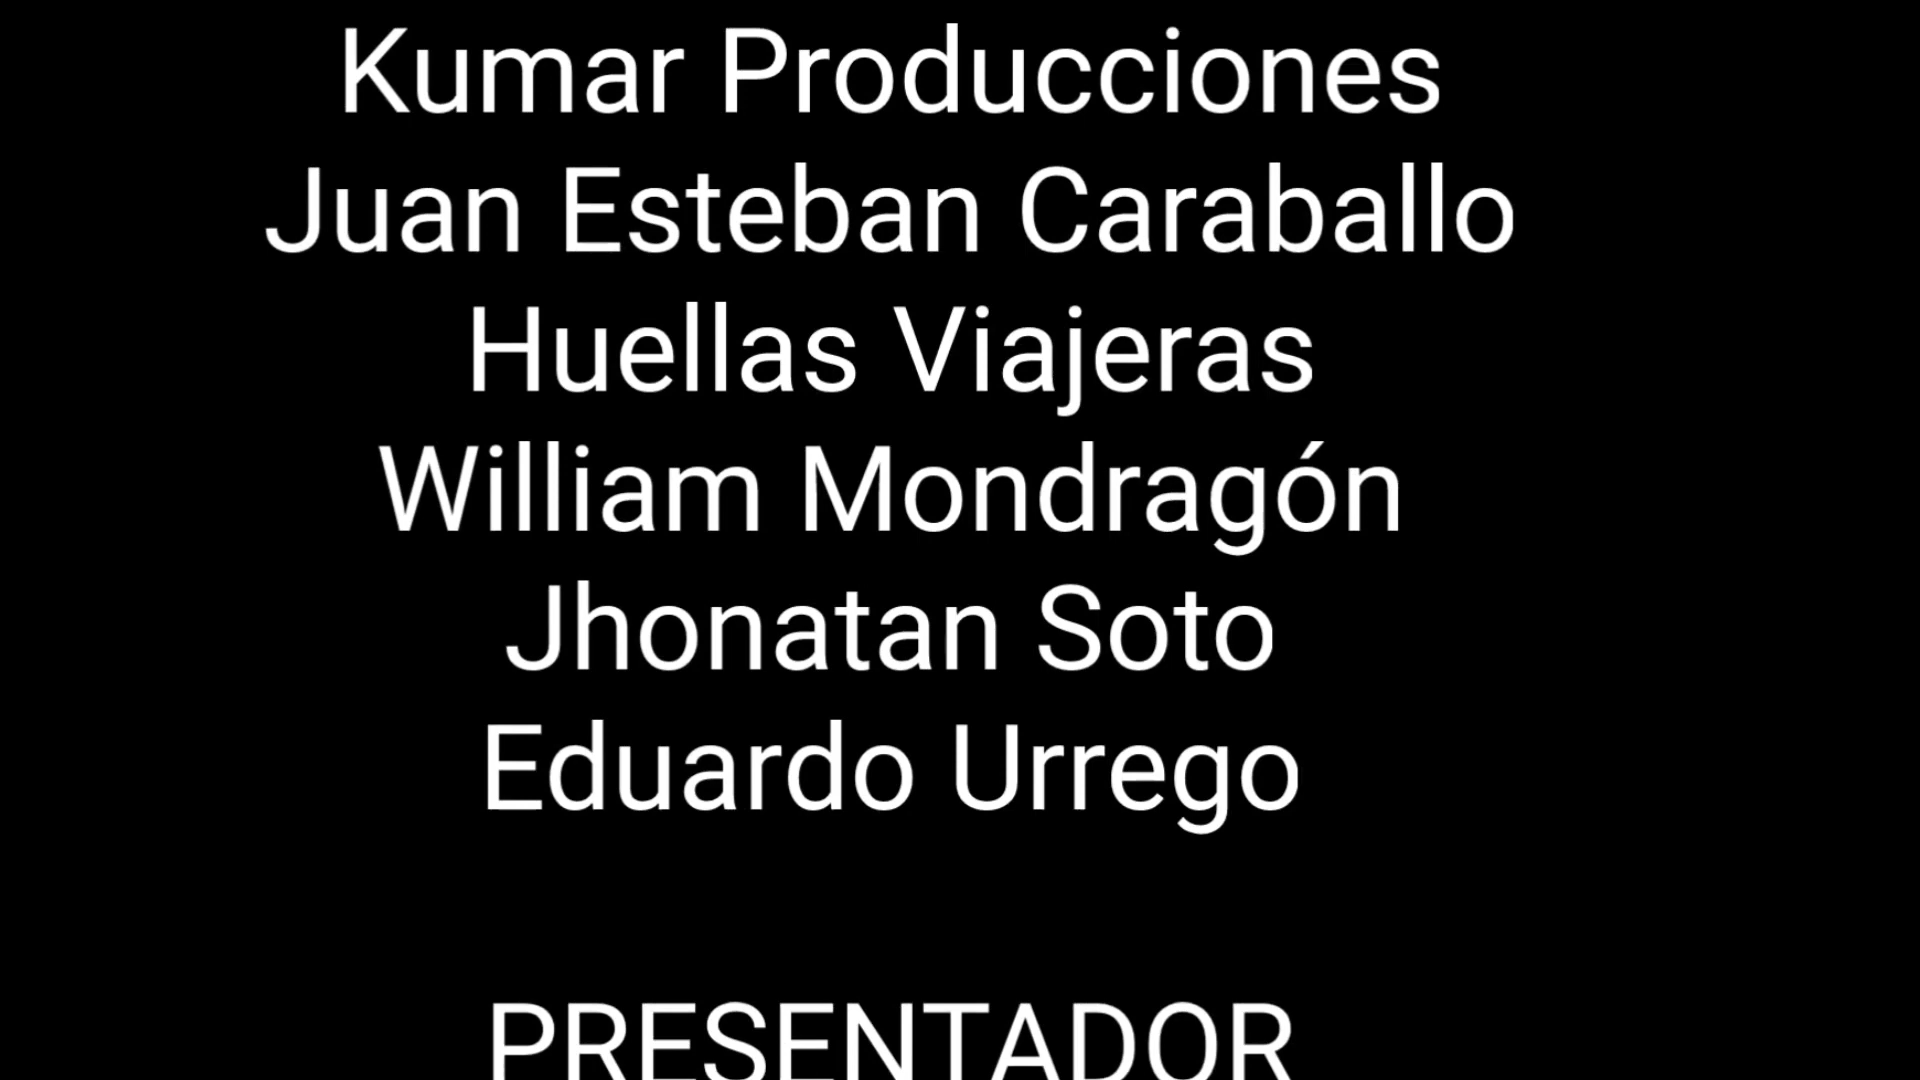 Kumar Producciones
Juan Esteban Caraballo
Huellas Viajeras
William Mondragón
Jhonatan Soto
Eduardo Urrego
PRESENTADOR